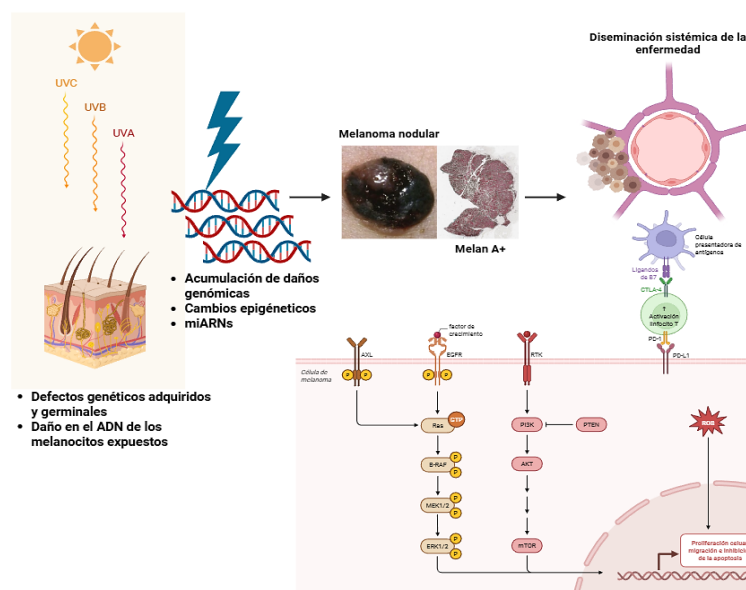 Diseminación sistémica de la
enfermedad
UVC
UVB
UVA
Melanoma nodular
Melan A+
Célula
presentadora de
antígenos
Ligandos
de B7
CTLA-4
↑
Activación
linfocito T
PD-1
PD-L1
• Acumulación de daños
genómicas
• Cambios epigéneticos
• miARNs
• Defectos genéticos adquiridos
y germinales
• Daño en el ADN de los
melanocitos expuestos
factor de
crecimiento
AXL
EGFR
RTK
Célula de
melanoma
P P
P P
Ras
GTP
PI3K
PTEN
ROS
B-RAF
P
P
AKT
MEK1/2
P
P
ERK1/2
P
P
mTOR
Proliferación celula
migración e inhibició
de la apoptosis